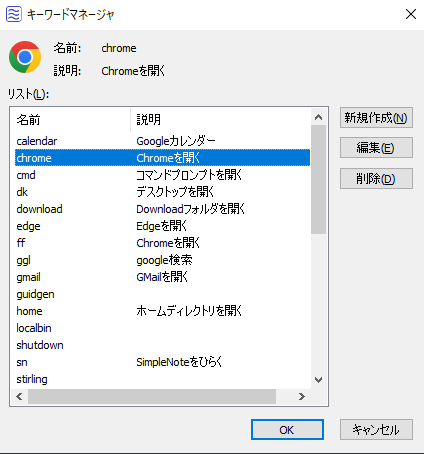 キーワードマネージャ
名前: chrome
説明: Chromeを開く
リスト(L):
名前 説明
calendar Googleカレンダー
chrome Chromeを開く
cmd コマンドプロンプトを開く
dk デスクトップを開く
download Downloadフォルダを開く
edge Edgeを開く
ff Chromeを開く
ggl google検索
gmail GMailを開く
guidgen
home ホームディレクトリを開く
localbin
shutdown
sn SimpleNoteをひらく
stirling
新規作成(N)
編集(E)
削除(D)
OK キャンセル